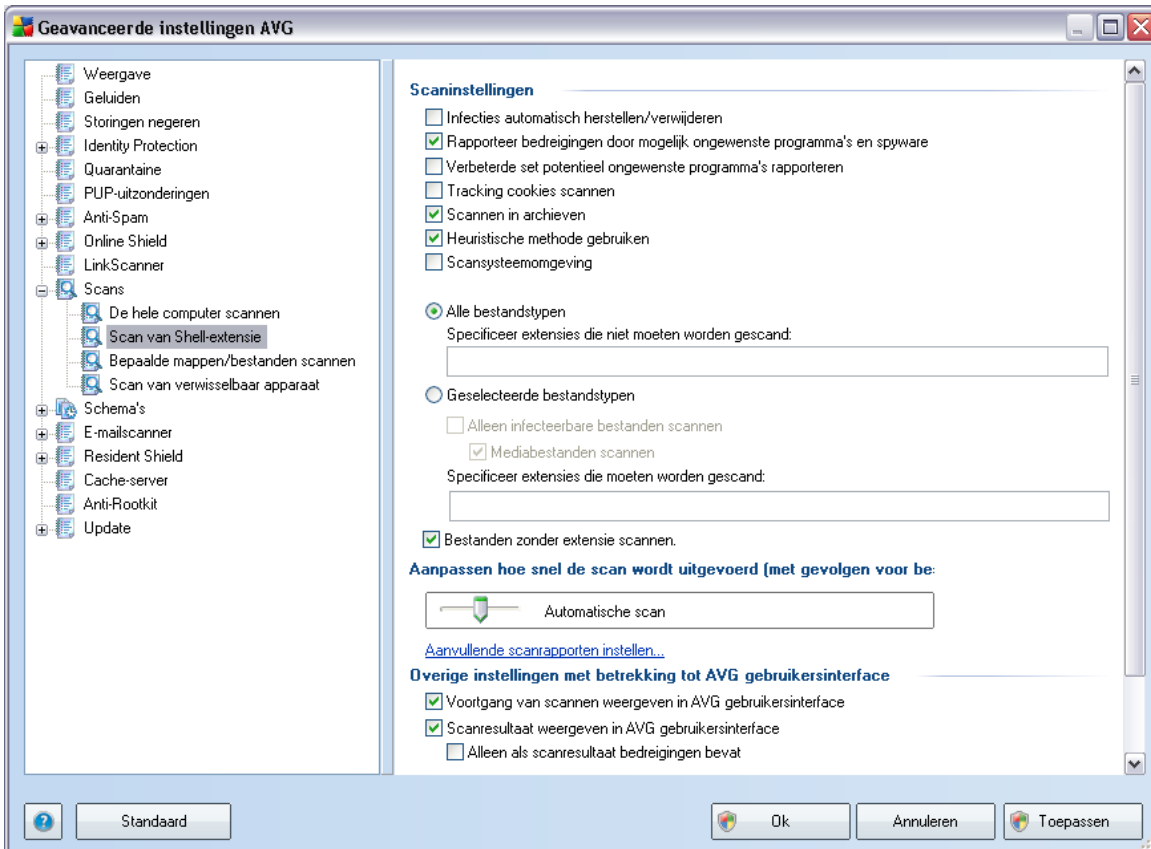 Geavanceerde instellingen AVG
Weergave
Geluiden
Storingen negeren
Identity Protection
Quarantaine
PUP-uitzonderingen
Anti-Spam
Online Shield
LinkScanner
Scans
De hele computer scannen
Scan van Shell-extensie
Bepaalde mappen/bestanden scannen
Scan van verwisselbaar apparaat
Schema's
E-mailscanner
Resident Shield
Cache-server
Anti-Rootkit
Update
Scaninstellingen
Infecties automatisch herstellen/verwijderen
Rapporteer bedreigingen door mogelijk ongewenste programma's en spyware
Verbeterde set potentieel ongewenste programma's rapporteren
Tracking cookies scannen
Scannen in archieven
Heuristische methode gebruiken
Scansysteemomgeving
Alle bestandstypen
Specificeer extensies die niet moeten worden gescand:
Geselecteerde bestandstypen
Alleen infecteerbare bestanden scannen
Mediabestanden scannen
Specificeer extensies die moeten worden gescand:
Bestanden zonder extensie scannen.
Aanpassen hoe snel de scan wordt uitgevoerd (met gevolgen voor be:
Automatische scan
Aanvullende scanrapporten instellen...
Overige instellingen met betrekking tot AVG gebruikersinterface
Voortgang van scannen weergeven in AVG gebruikersinterface
Scanresultaat weergeven in AVG gebruikersinterface
Alleen als scanresultaat bedreigingen bevat
?
Standaard
Ok
Annuleren
Toepassen